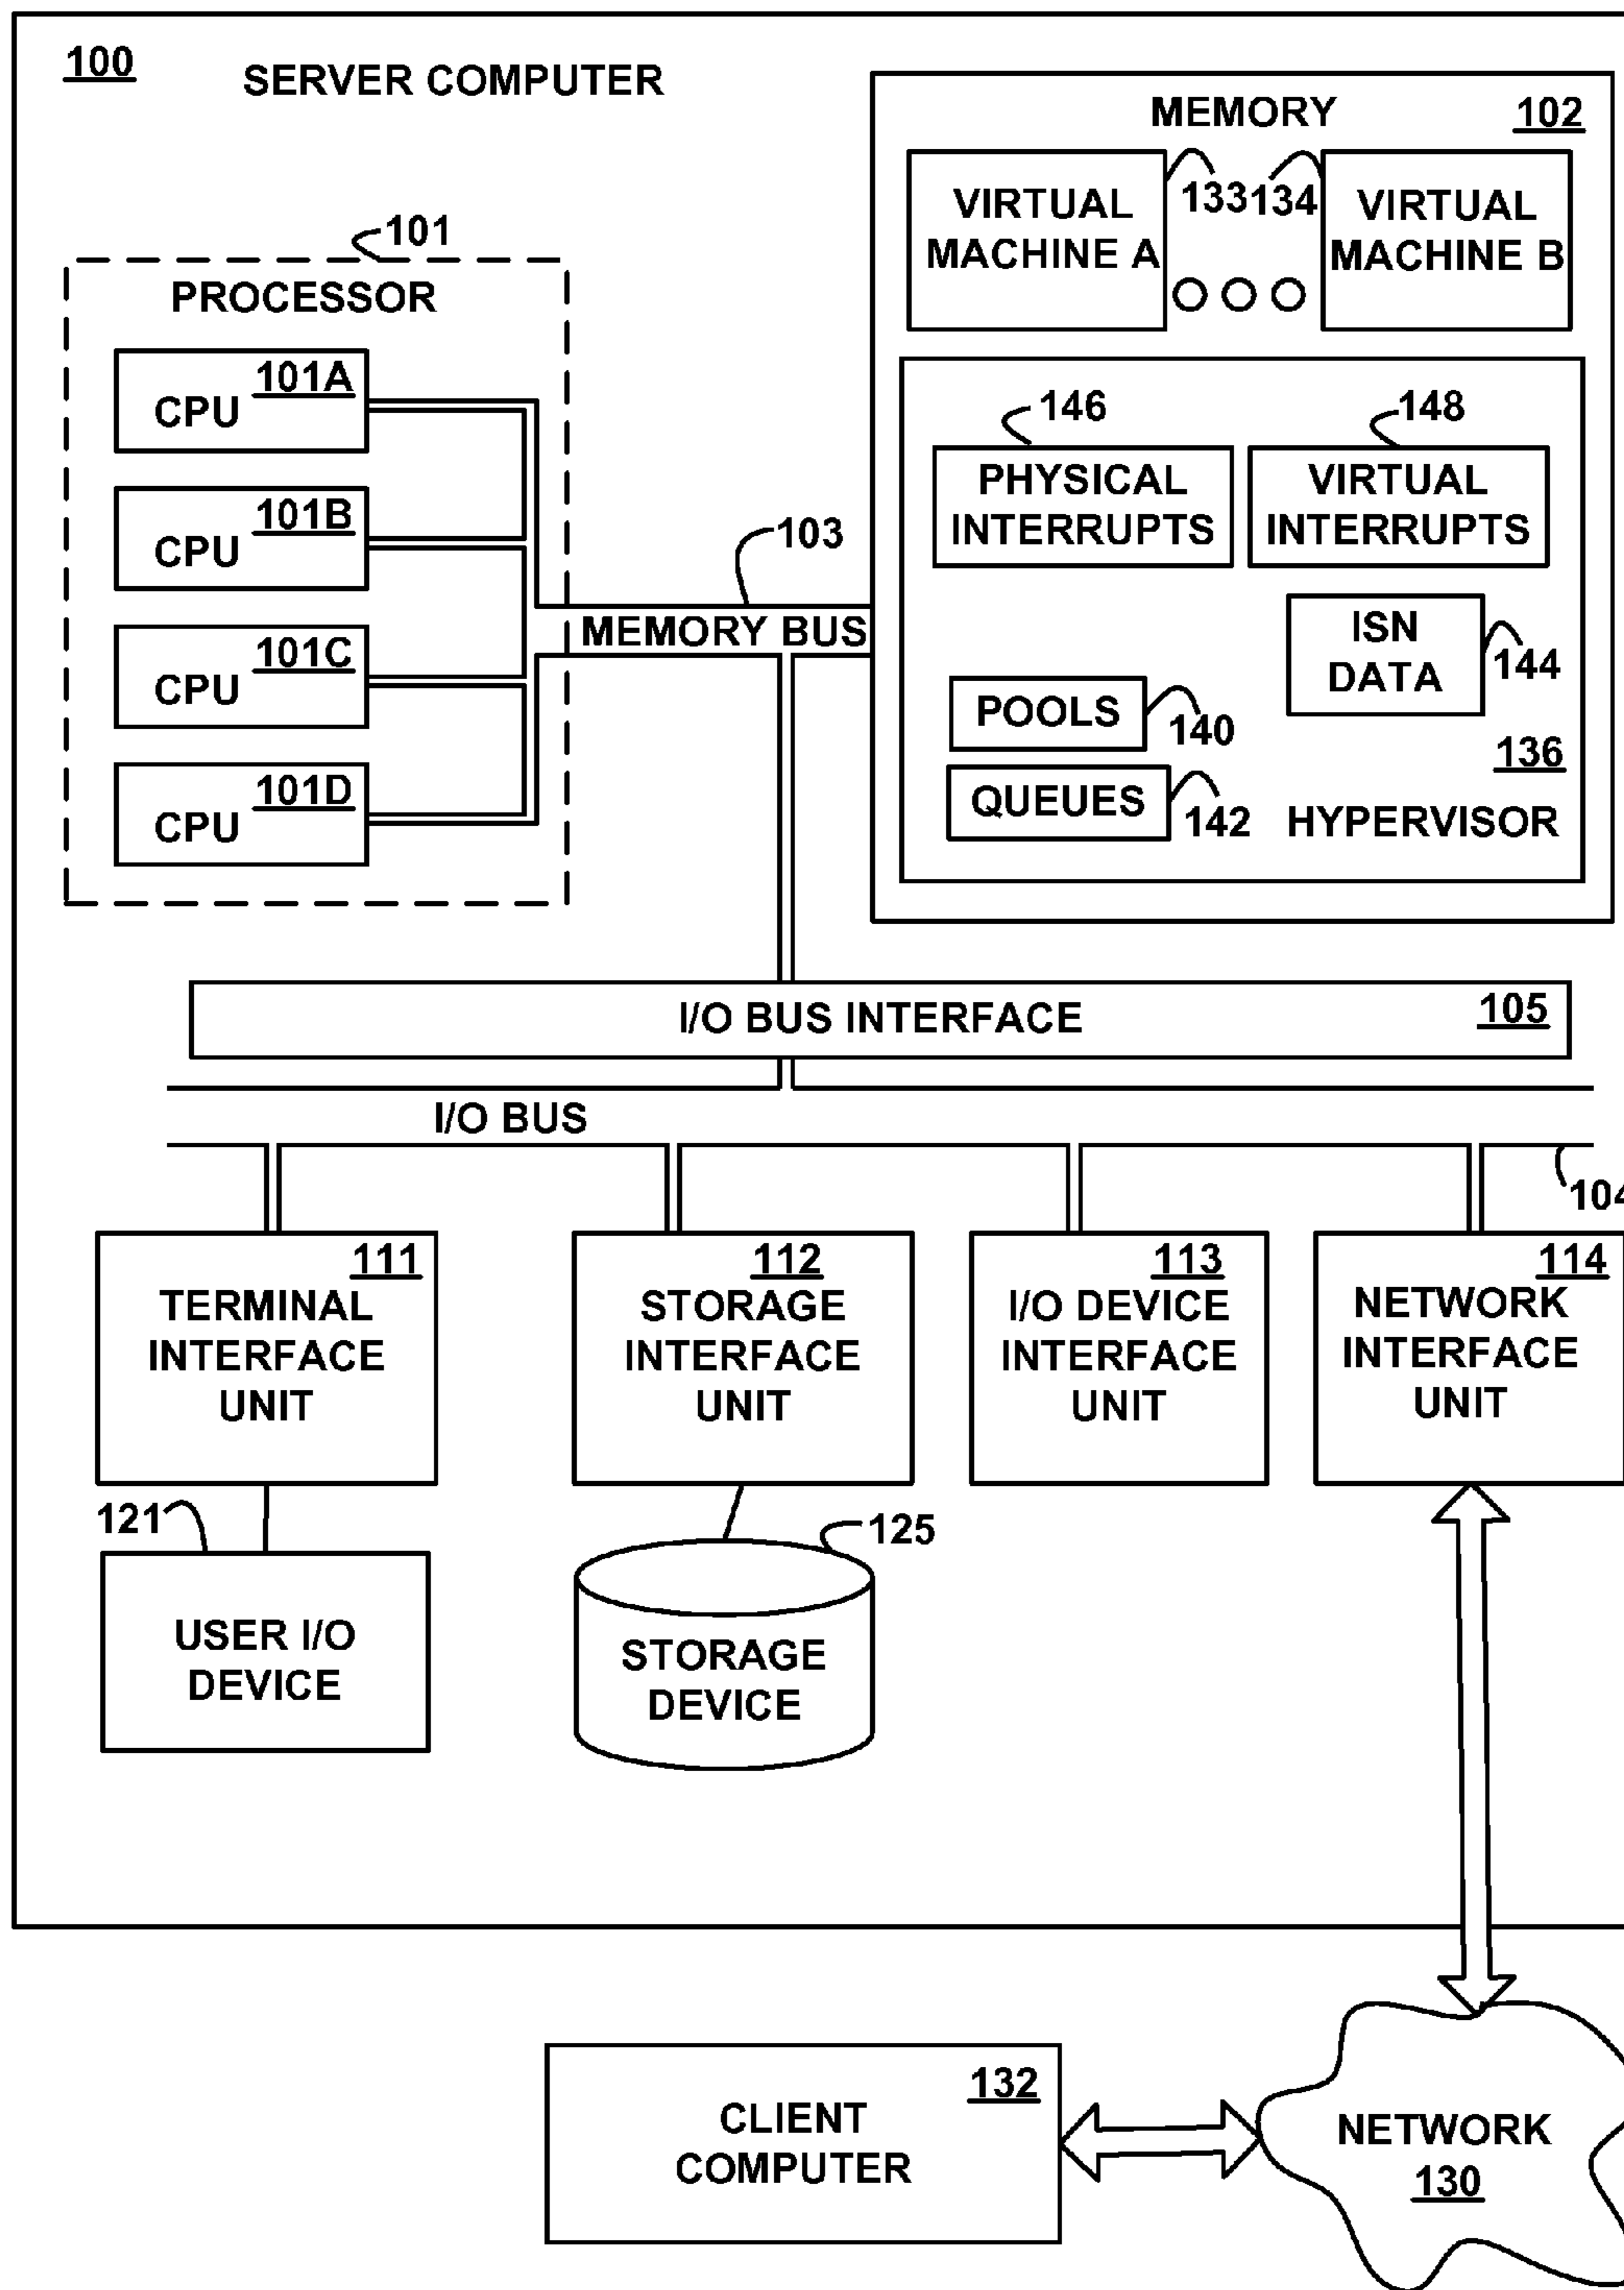 100
SERVER COMPUTER
MEMORY
102
VIRTUAL
MACHINE A
133
134
VIRTUAL
MACHINE B
101
PROCESSOR
101A
CPU
101B
CPU
101C
CPU
101D
CPU
103
MEMORY BUS
146
148
PHYSICAL
INTERRUPTS
VIRTUAL
INTERRUPTS
ISN
DATA
144
POOLS
140
136
QUEUES
142
HYPERVISOR
I/O BUS INTERFACE
105
I/O BUS
104
111
TERMINAL
INTERFACE
UNIT
112
STORAGE
INTERFACE
UNIT
113
I/O DEVICE
INTERFACE
UNIT
114
NETWORK
INTERFACE
UNIT
121
125
USER I/O
DEVICE
STORAGE
DEVICE
132
CLIENT
COMPUTER
NETWORK
130